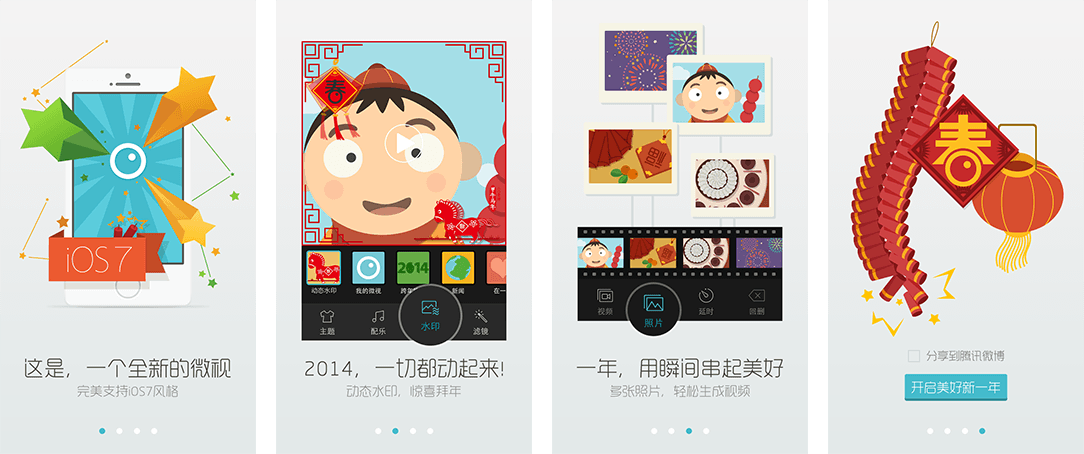 iOS 7
这是，一个全新的微视
完美支持iOS7风格
春
动态水印
我的微视
2014
跨年
新闻
在一
主题
配乐
水印
滤镜
2014，一切都动起来!
动态水印，惊喜拜年
视频
照片
延时
回删
一年，用瞬间串起美好
多张照片，轻松生成视频
春
分享到腾讯微博
开启美好新一年